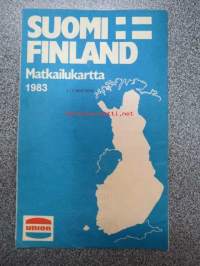 SUOMI
FINLAND
Matkailukartta
1983
union